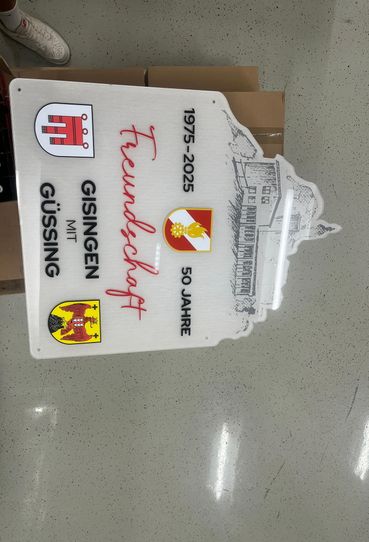 1975-2025
50 JAHRE
Freundschaft
GISINGEN
MIT
GÜSSING